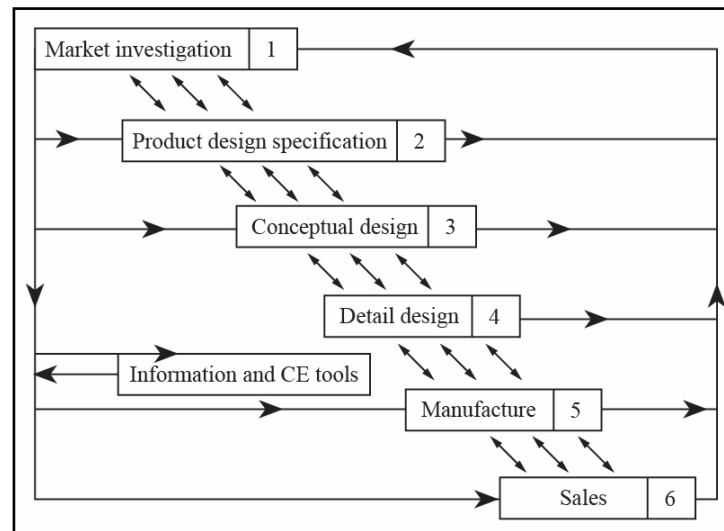 Market investigation 1
Product design specification 2
Conceptual design 3
Detail design 4
Information and CE tools
Manufacture 5
Sales 6